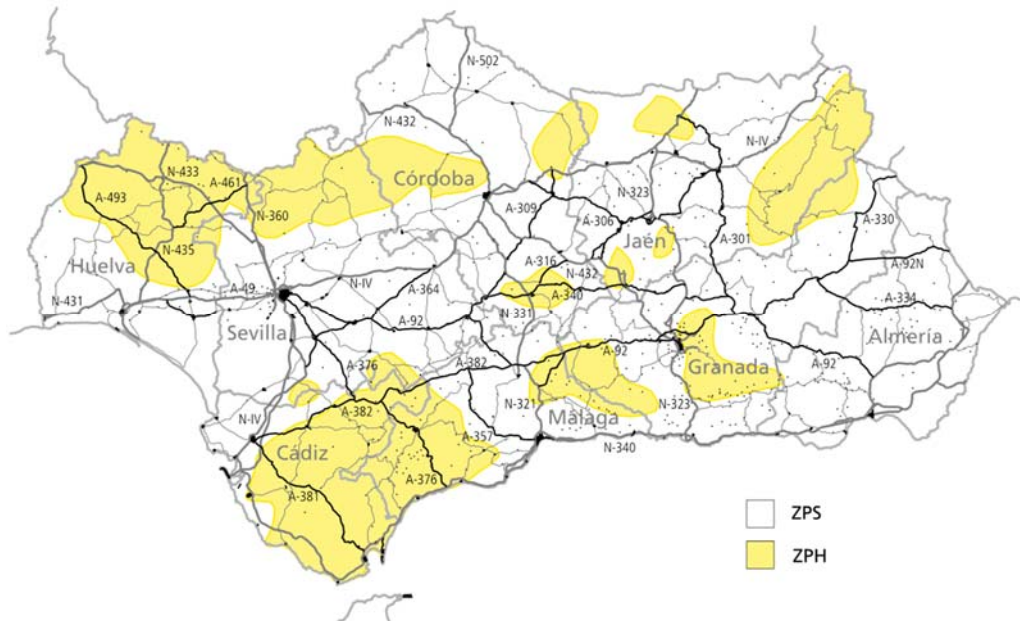 N-502
N-432
N-IV
N-433
A-461
Córdoba
N-323
A-493
N-360
A-309
A-306
A-330
N-435
Jaén
A-301
Huelva
A-316
N-432
A-92N
A-49
N-IV
A-364
A-340
A-334
N-431
N-331
Sevilla
A-92
Almería
A-382
A-92
A-92
A-376
Granada
N-321
N-323
A-382
Málaga
N-IV
A-357
N-340
Cádiz
A-376
A-381
ZPS
ZPH